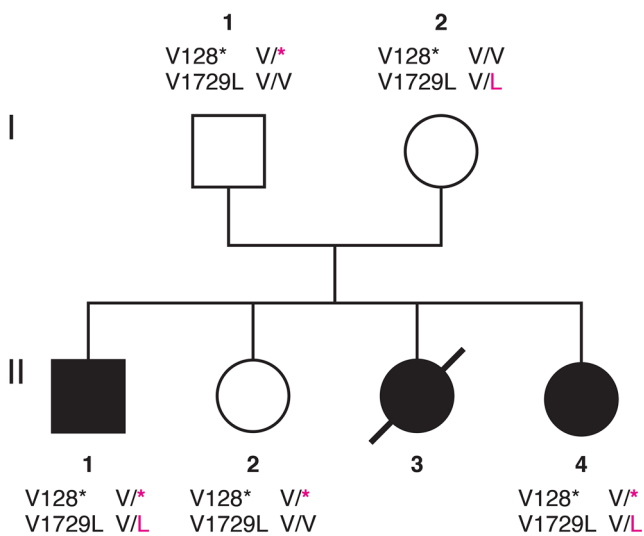 1 2
V128* V/* V128* V/V
V1729L V/V V1729L V/L
I
II
1 2 3 4
V128* V/* V128* V/* V128* V/*
V1729L V/L V1729L V/V V1729L V/L